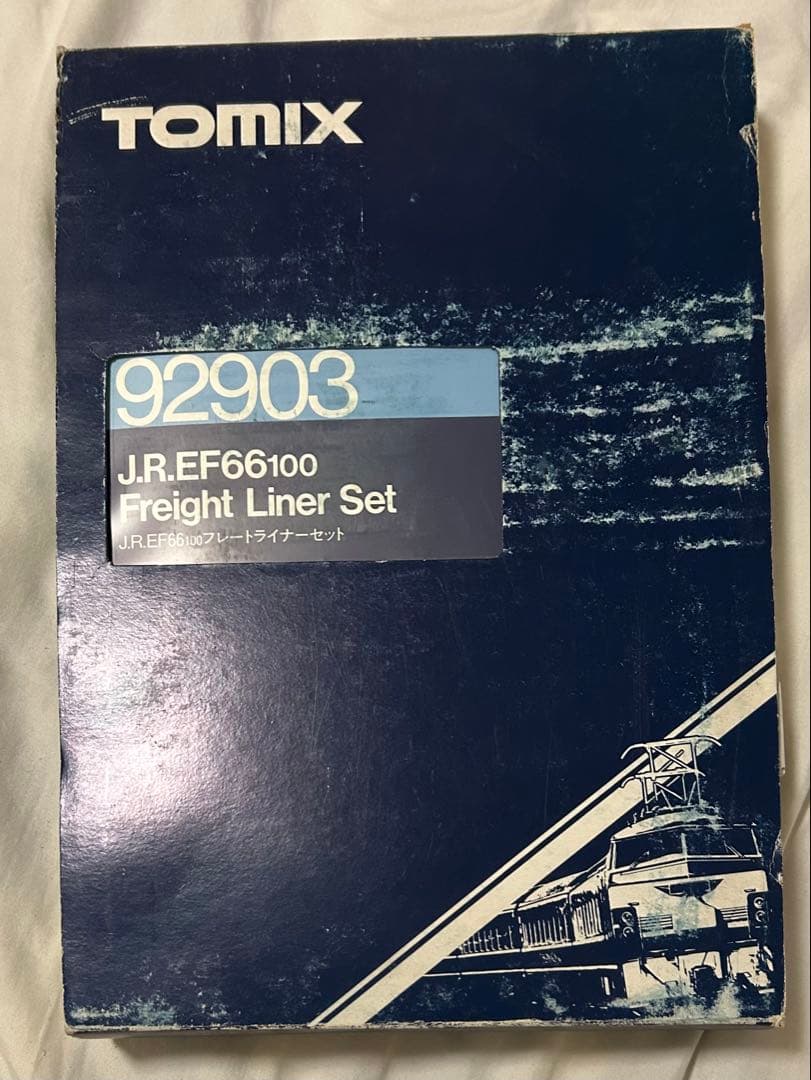 TOMIX
92903
J.R.EF66100
Freight Liner Set
J.R.EF66100フレートライナーセット